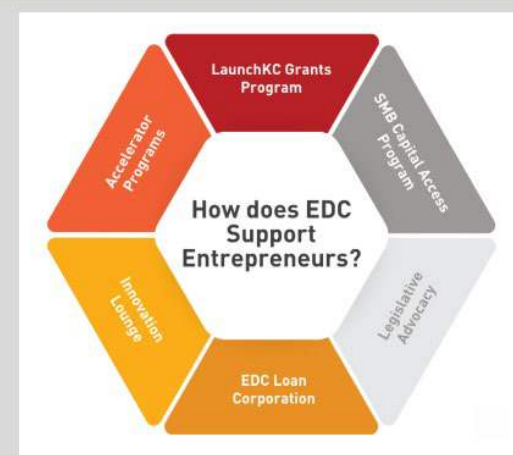 LaunchKC Grants
Program
SMB Capital Access
Program
Legislative
Advocacy
EDC Loan
Corporation
Innovation
Lounge
Accelerator
Programs
How does EDC
Support
Entrepreneurs?